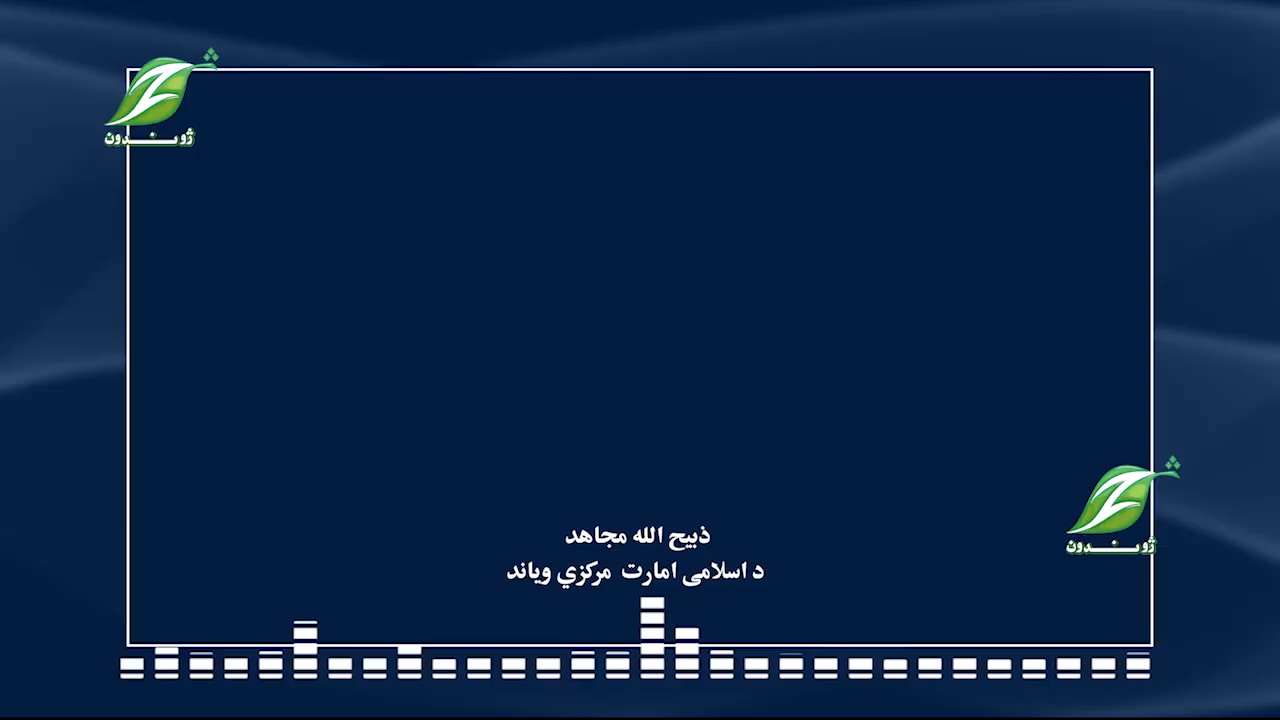 ژوندون
ذبیح الله مجاهد
د اسلامی امارت مرکزي ویاند
ژوندون